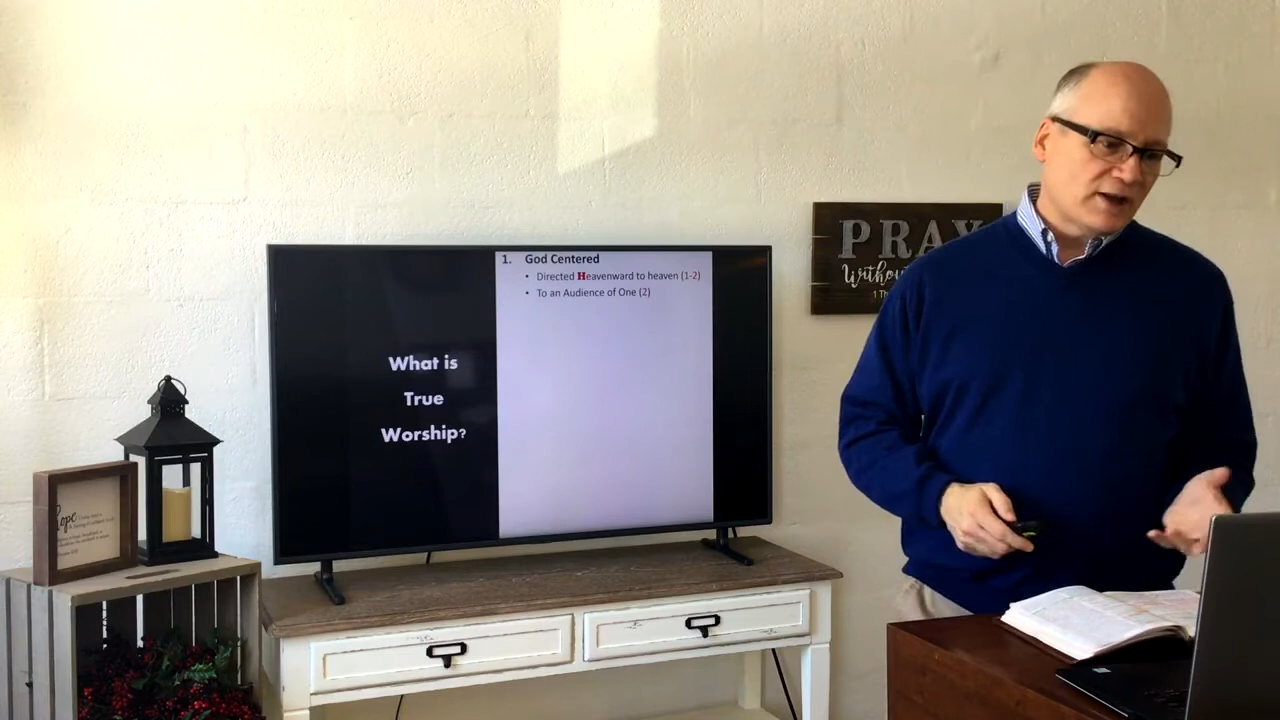 1. God Centered
• Directed Heavenward to heaven (1-2)
• To an Audience of One (2)
What is
True
Worship?
PRAY
hope